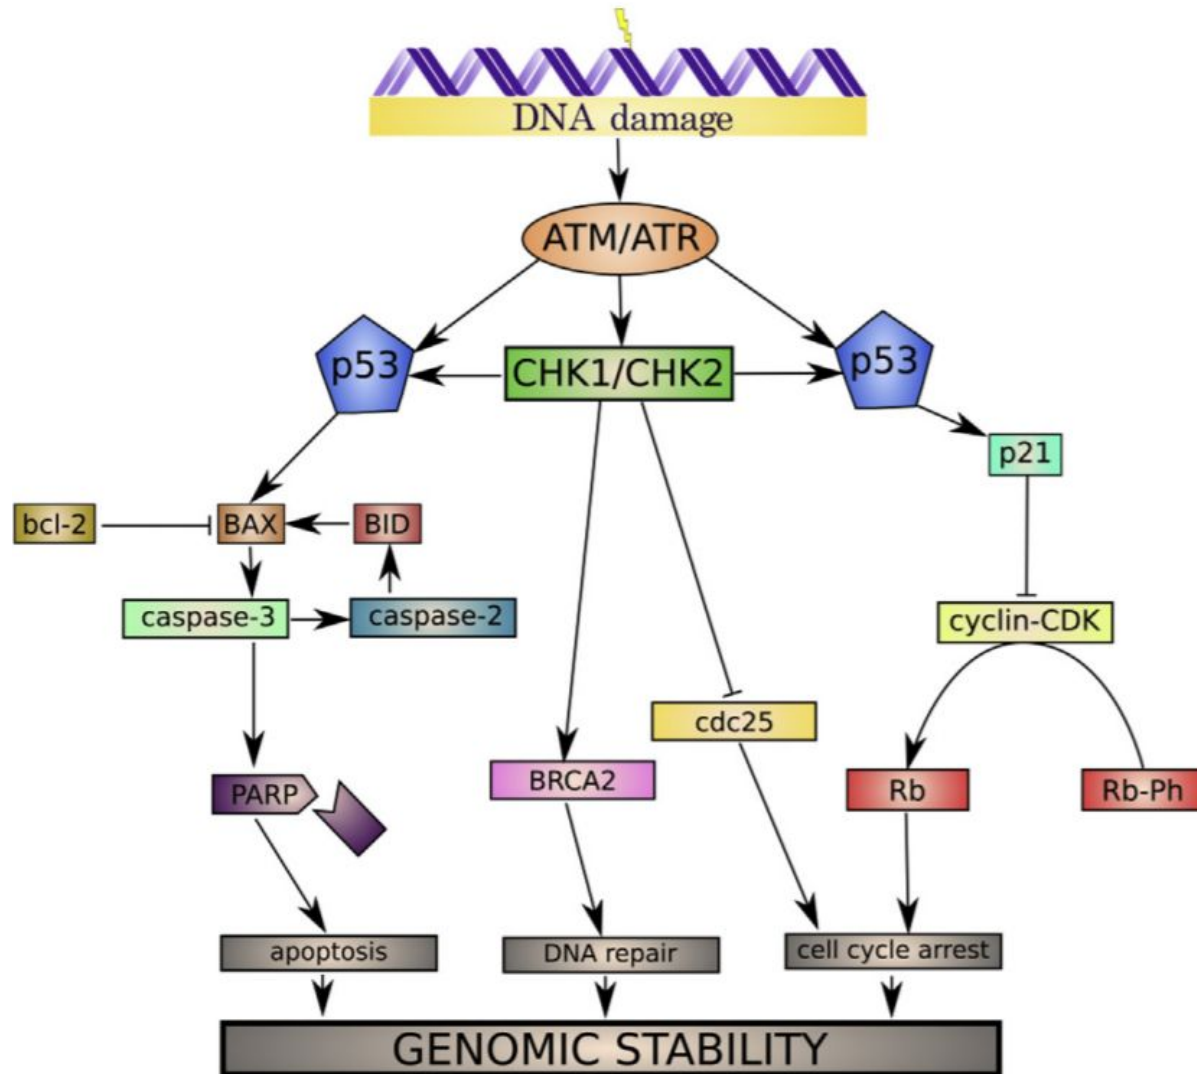 DNA damage
ATM/ATR
p53
CHK1/CHK2
p53
p21
bcl-2
BAX
BID
caspase-3
caspase-2
cyclin-CDK
cdc25
PARP
BRCA2
Rb
Rb-Ph
apoptosis
DNA repair
cell cycle arrest
GENOMIC STABILITY